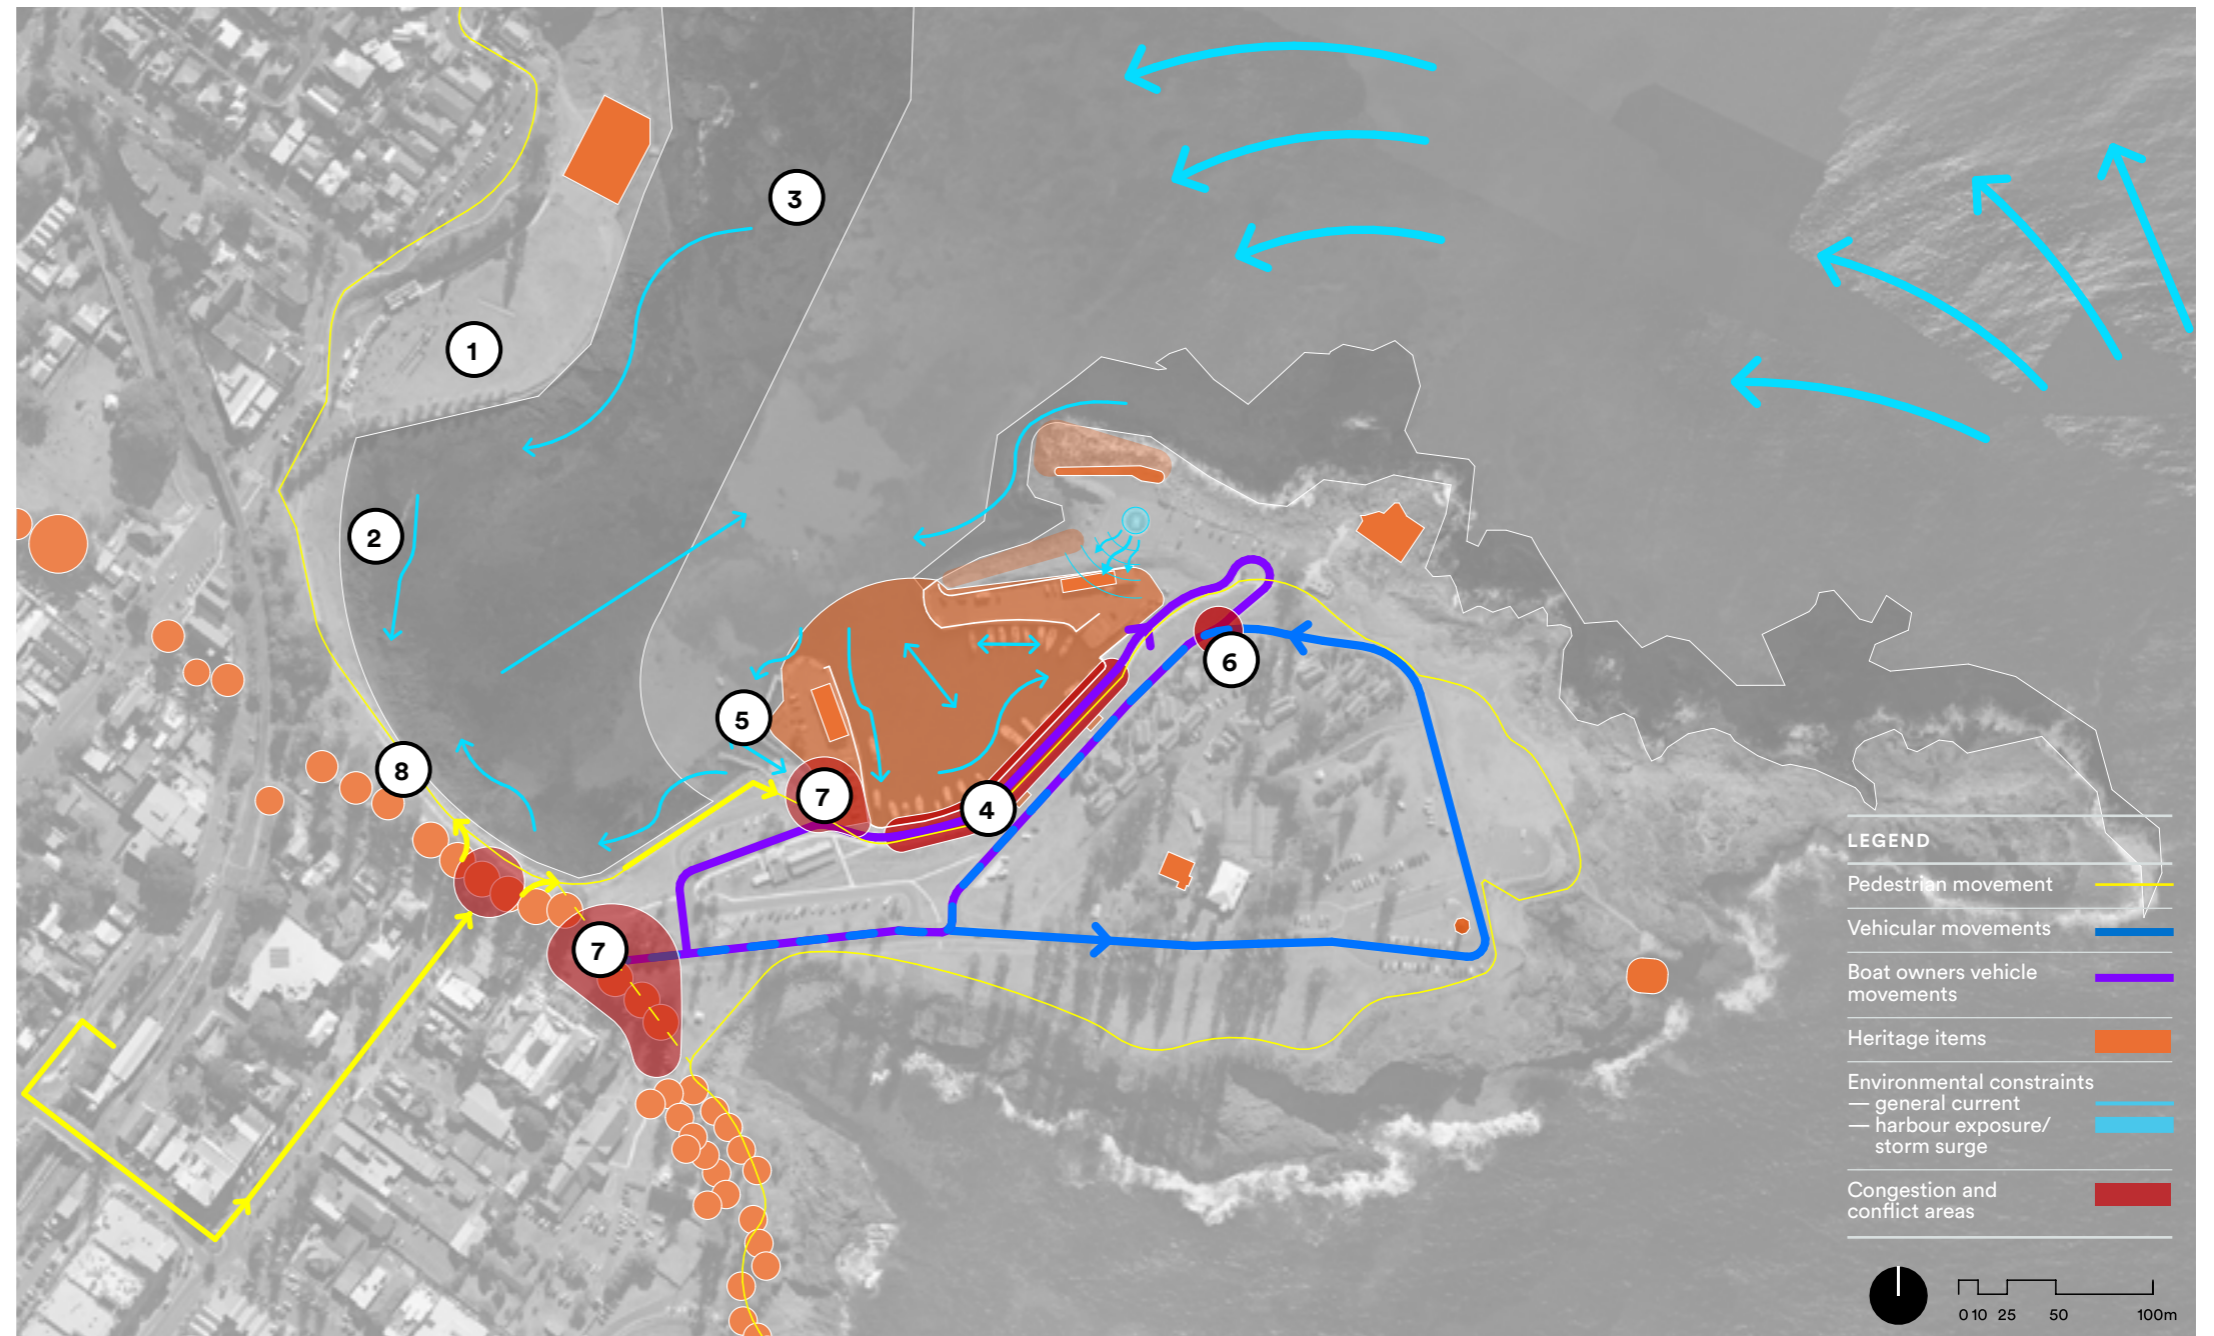 3
1
2
5
6
8
7
4
7
LEGEND
Pedestrian movement
Vehicular movements
Boat owners vehicle
movements
Heritage items
Environmental constraints
— general current
— harbour exposure/
storm surge
Congestion and
conflict areas
0 10 25 50 100m